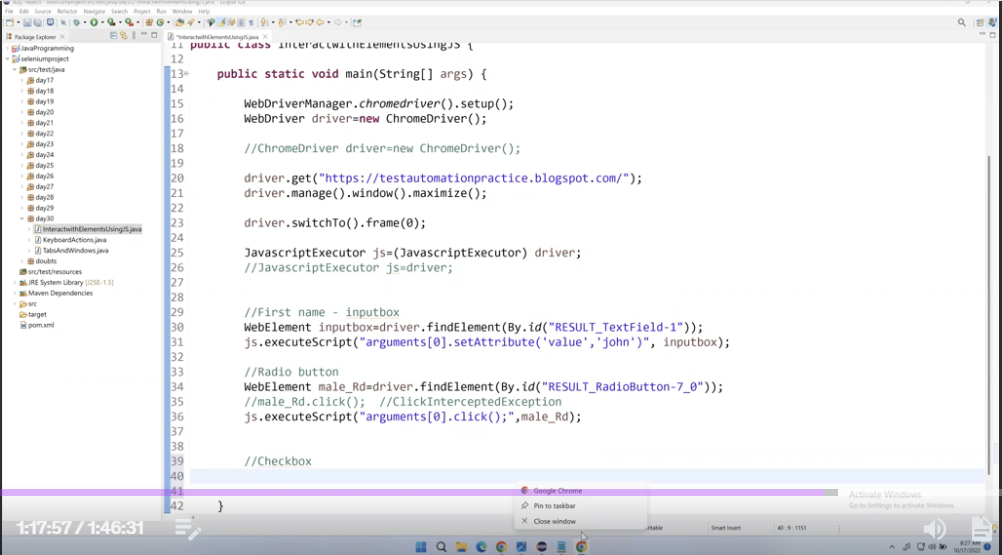 File Edit Source Refactor Navigate Search Project Run Window Help
Package Explorer
JavaProgramming
seleniumproject
src/test/java
day17
day18
day19
day20
day21
day22
day23
day24
day25
day26
day27
day28
day29
day30
InteractwithElementsUsingJS.java
KeyboardActions.java
TabsAndWindows.java
doubts
src/test/resources
JRE System Library [J2SE-1.5]
Maven Dependencies
src
target
pom.xml
*InteractwithElementsUsingJS.java
11 public class InteractwithElementsUsingJS {
12
13 public static void main(String[] args) {
14
15 WebDriverManager.chromedriver().setup();
16 WebDriver driver=new ChromeDriver();
17
18 //ChromeDriver driver=new ChromeDriver();
19
20 driver.get("https://testautomationpractice.blogspot.com/");
21 driver.manage().window().maximize();
22
23 driver.switchTo().frame(0);
24
25 JavascriptExecutor js=(JavascriptExecutor) driver;
26 //JavascriptExecutor js=driver;
27
28
29 //First name - inputbox
30 WebElement inputbox=driver.findElement(By.id("RESULT_TextField-1"));
31 js.executeScript("arguments[0].setAttribute('value','john')", inputbox);
32
33 //Radio button
34 WebElement male_Rd=driver.findElement(By.id("RESULT_RadioButton-7_0"));
35 //male_Rd.click(); //ClickInterceptedException
36 js.executeScript("arguments[0].click();",male_Rd);
37
38
39 //Checkbox
40
41
42 }
Google Chrome
Pin to taskbar
Close window
Activate Windows
Go to Settings to activate Windows.
1:17:57 / 1:46:31
Smart Insert
40 : 9 : 1151
8:27 AM
10/17/2022